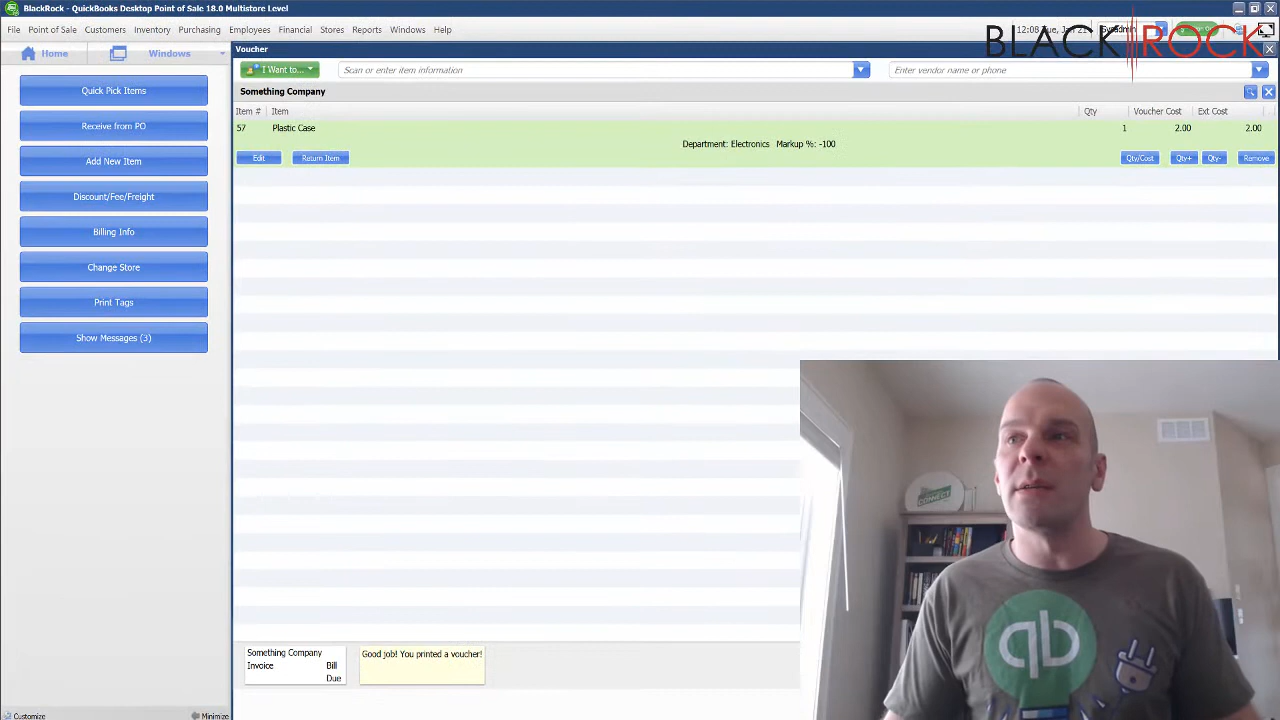 BlackRock - QuickBooks Desktop Point of Sale 18.0 Multistore Level
File Point of Sale Customers Inventory Purchasing Employees Financial Stores Reports Windows Help
BLACK ROCK
Home Windows
Voucher
I Want to... Scan or enter item information Enter vendor name or phone
Something Company
Item # Item Qty Voucher Cost Ext Cost
57 Plastic Case 1 2.00 2.00
Department: Electronics Markup %: -100
Edit Return Item Qty/Cost Qty+ Qty- Remove
Quick Pick Items
Receive from PO
Add New Item
Discount/Fee/Freight
Billing Info
Change Store
Print Tags
Show Messages (3)
CONNECT
qb
Something Company
Invoice Bill
Due
Good job! You printed a voucher!
Customize Minimize